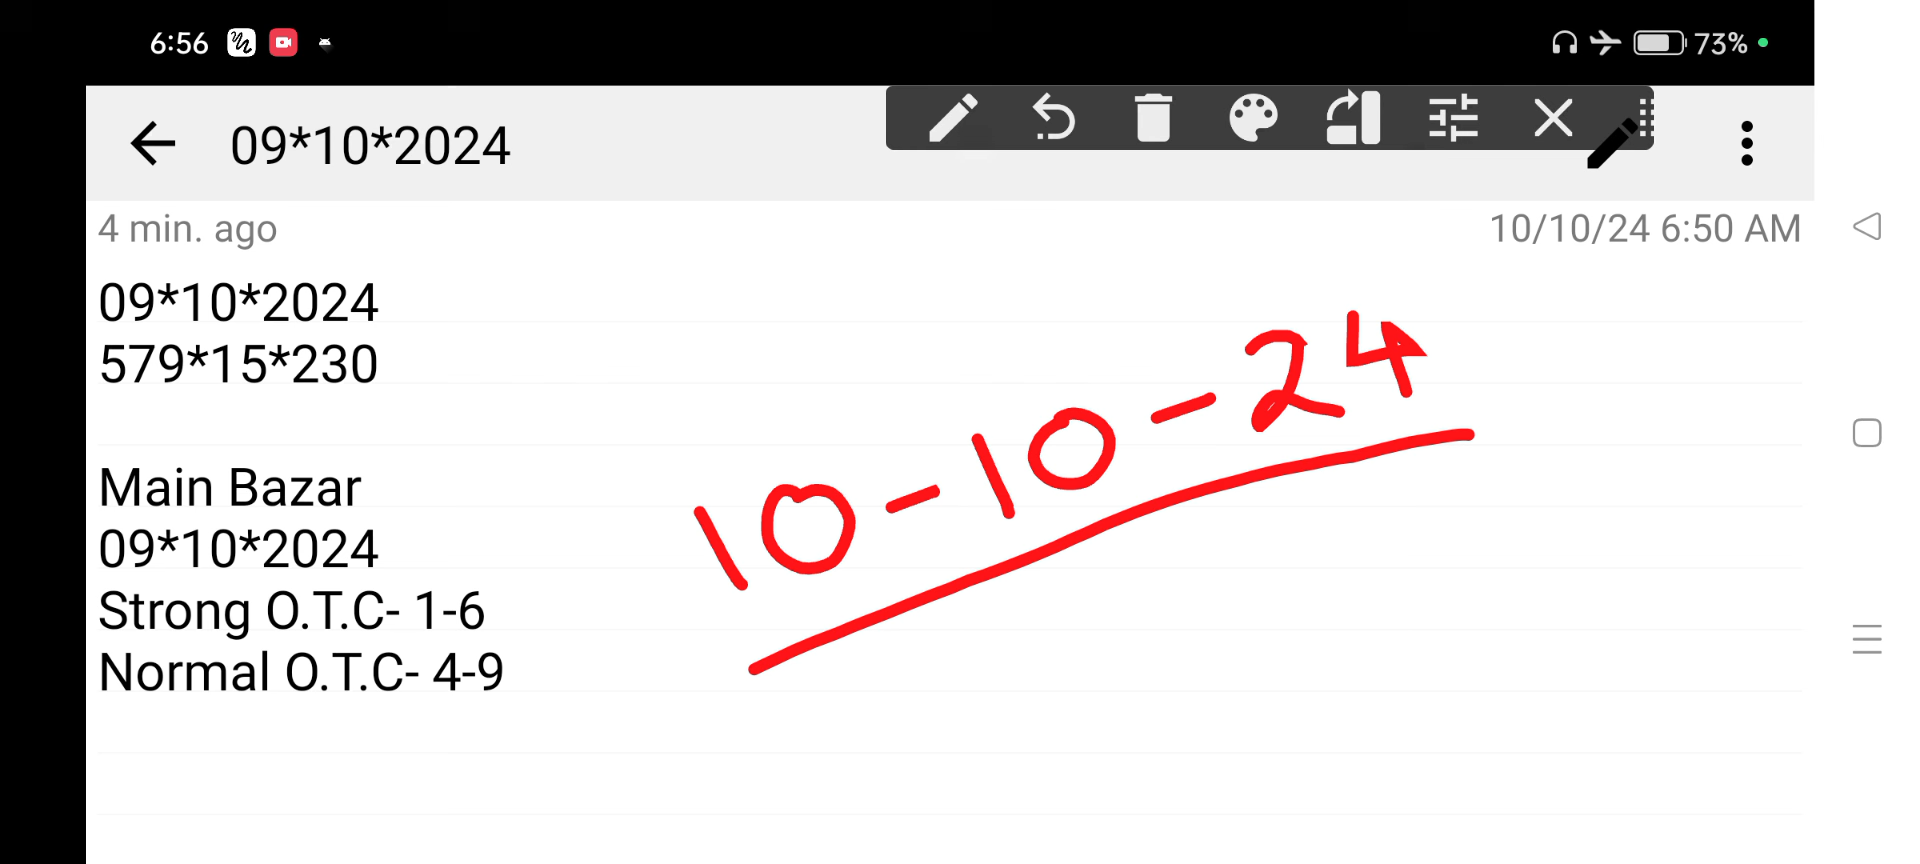 6:56
73%
09*10*2024
4 min. ago
10/10/24 6:50 AM
09*10*2024
579*15*230
Main Bazar
09*10*2024
Strong O.T.C- 1-6
Normal O.T.C- 4-9
10-10-24